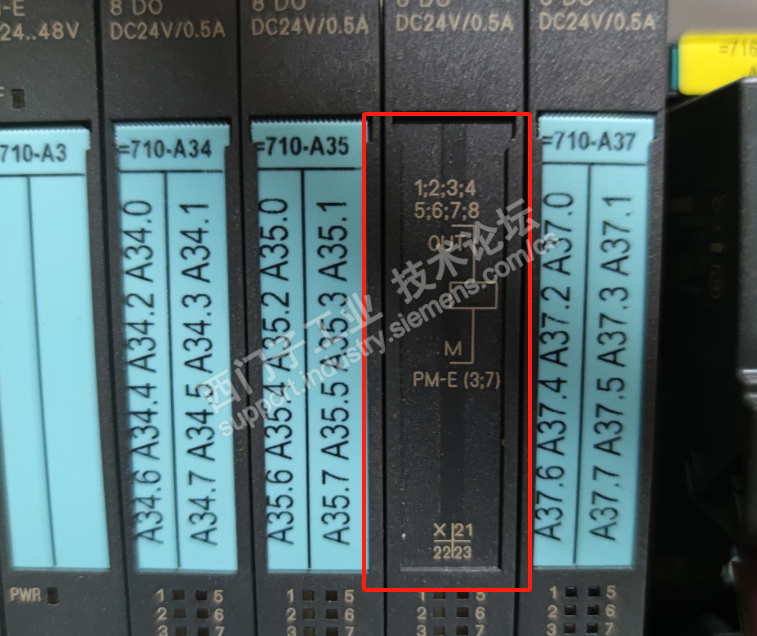 -E
8 DO
8 DO
8 DO
8 DO
24..48V
DC24V/0.5A
DC24V/0.5A
DC24V/0.5A
DC24V/0.5A
=716
710-A3
=710-A34
A34.6 A34.4 A34.2 A34.0
A34.7 A34.5 A34.3 A34.1
=710-A35
A35.6 A35.4 A35.2 A35.0
A35.7 A35.5 A35.3 A35.1
1;2;3;4
5;6;7;8
OUT
M
PM-E (3;7)
X 21
22 23
=710-A37
A37.6 A37.4 A37.2 A37.0
A37.7 A37.5 A37.3 A37.1
西门子工业 技术论坛
support.industry.siemens.com/cs
PWR
1 5
2 6
3 7
1 5
2 6
3 7
1 5
2 6
3 7
1 5
2 6
3 7